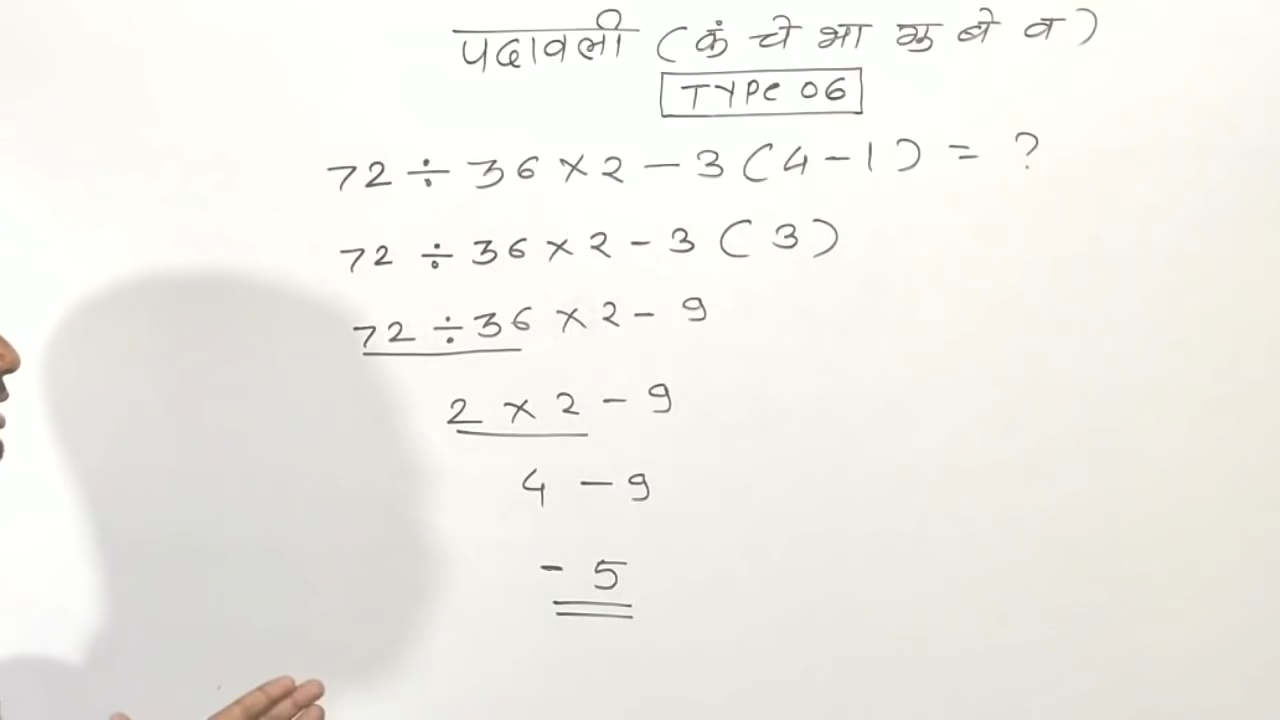 पदावली (कं चे भा गु बे व)
TYPE 06
72 ÷ 36 × 2 − 3 (4 − 1) = ?
72 ÷ 36 × 2 − 3 (3)
72 ÷ 36 × 2 − 9
2 × 2 − 9
4 − 9
− 5